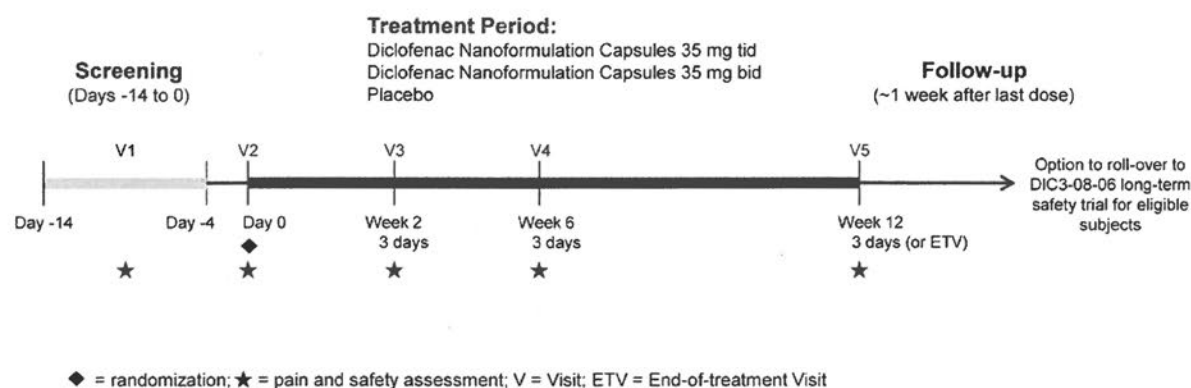 Treatment Period:
Diclofenac Nanoformulation Capsules 35 mg tid
Diclofenac Nanoformulation Capsules 35 mg bid
Placebo
Screening
(Days -14 to 0)
Follow-up
(~1 week after last dose)
V1
V2
V3
V4
V5
Day -14
Day -4
Day 0
Week 2
3 days
Week 6
3 days
Week 12
3 days (or ETV)
Option to roll-over to
DIC3-08-06 long-term
safety trial for eligible
subjects
◆ = randomization; ★ = pain and safety assessment; V = Visit; ETV = End-of-treatment Visit